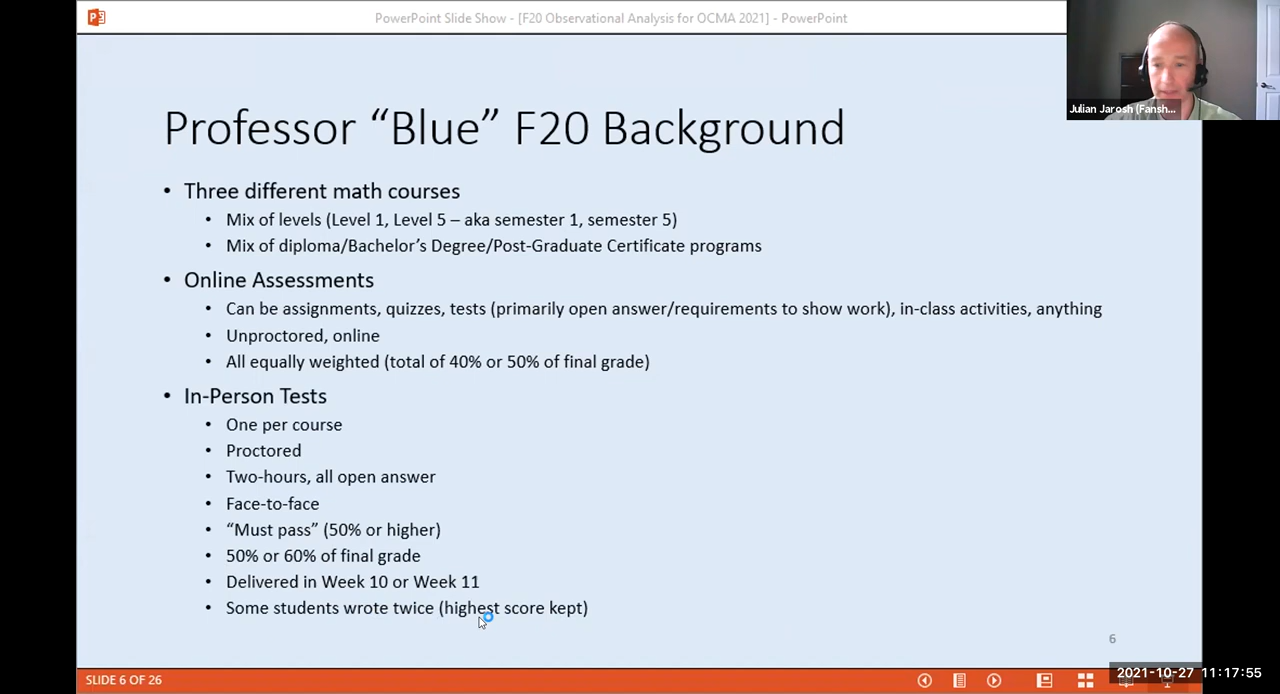 PowerPoint Slide Show - [F20 Observational Analysis for OCMA 2021] - PowerPoint
Julian Jarosh (Fansh...
Professor “Blue” F20 Background
• Three different math courses
• Mix of levels (Level 1, Level 5 – aka semester 1, semester 5)
• Mix of diploma/Bachelor’s Degree/Post-Graduate Certificate programs
• Online Assessments
• Can be assignments, quizzes, tests (primarily open answer/requirements to show work), in-class activities, anything
• Unproctored, online
• All equally weighted (total of 40% or 50% of final grade)
• In-Person Tests
• One per course
• Proctored
• Two-hours, all open answer
• Face-to-face
• “Must pass” (50% or higher)
• 50% or 60% of final grade
• Delivered in Week 10 or Week 11
• Some students wrote twice (highest score kept)
6
SLIDE 6 OF 26
2021-10-27 11:17:55